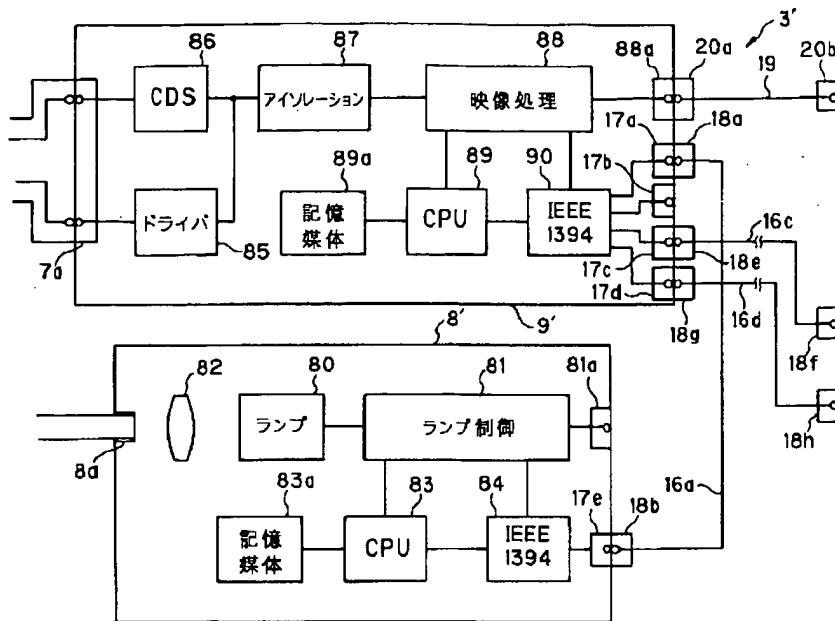 3'
86
87
88
88a
20a
20b
CDS
アイソレーション
映像処理
19
17a
18a
17b
89a
89
90
記憶
媒体
CPU
IEEE
1394
ドライバ
85
7a
17c
18e
16c
17d
18g
16d
9'
8'
18f
18h
82
80
81
81a
ランプ
ランプ制御
8a
16a
83a
83
84
17e
18b
記憶
媒体
CPU
IEEE
1394